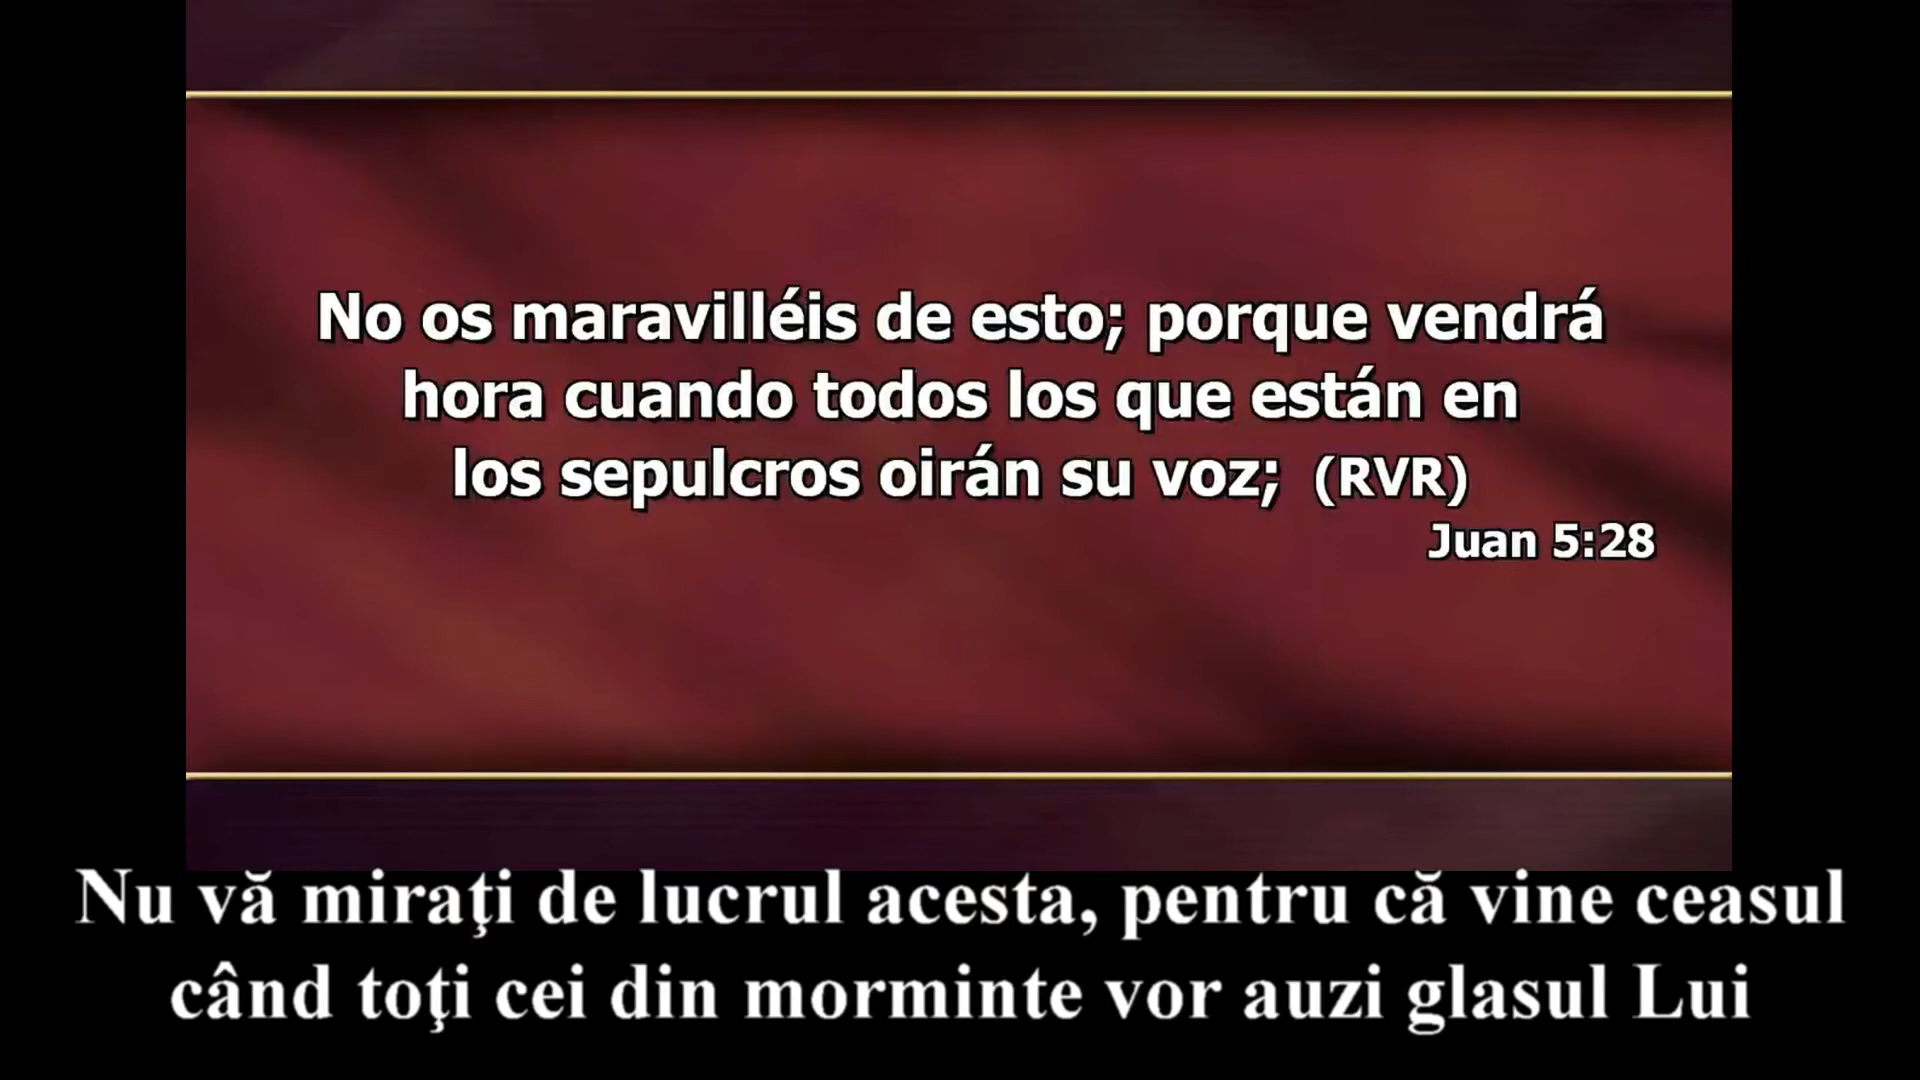 No os maravilléis de esto; porque vendrá
hora cuando todos los que están en
los sepulcros oirán su voz; (RVR)
Juan 5:28
Nu vă miraţi de lucrul acesta, pentru că vine ceasul
când toţi cei din morminte vor auzi glasul Lui